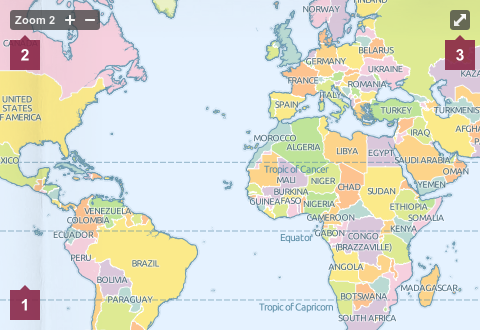 Zoom 2 + −
2
3
1
NORWAY
FINLAND
BELARUS
GERMANY
UKRAINE
FRANCE
ROMANIA
ITALY
SPAIN
TURKEY
KAZA
TURKMENIST
UNITED
STATES
OF AMERICA
MOROCCO
ALGERIA
LIBYA
EGYPT
IRAQ
AFGHA
SAUDI ARABIA
OMAN
YEMEN
XICO
Tropic of Cancer
MALI
NIGER
CHAD
SUDAN
BURKINA
FASO
GUINEA
NIGERIA
ETHIOPIA
SOMALIA
CAMEROON
KENYA
GABON
CONGO
(BRAZZAVILLE)
VENEZUELA
COLOMBIA
ECUADOR
Equator
PERU
BRAZIL
BOLIVIA
PARAGUAY
ANGOLA
MADAGASCAR
BOTSWANA
Tropic of Capricorn
SOUTH AFRICA